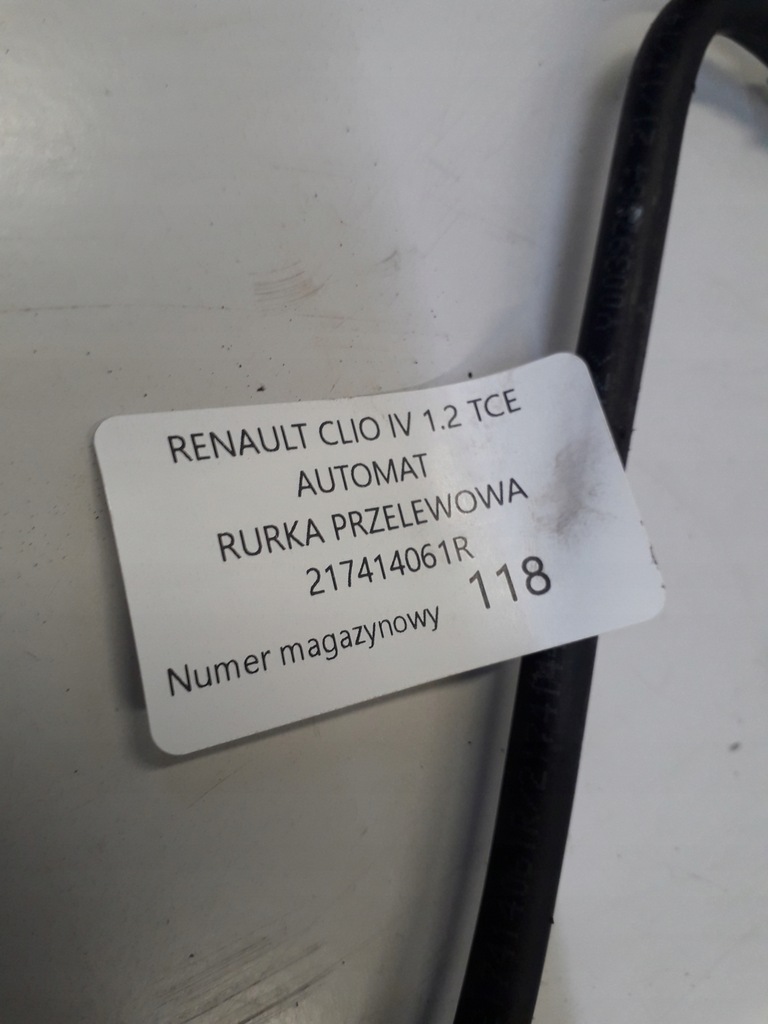 RENAULT CLIO IV 1.2 TCE
AUTOMAT
RURKA PRZELEWOWA
217414061R
Numer magazynowy 118